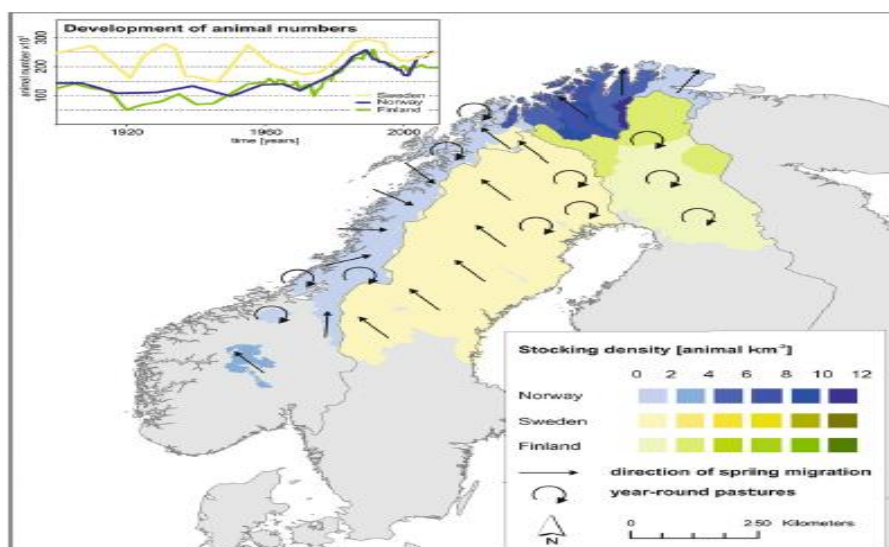 Development of animal numbers
animal number x10³
300
200
100
Sweden
Norway
Finland
1920
1960
2000
time [years]
Stocking density [animal km⁻²]
0 2 4 6 8 10 12
Norway
Sweden
Finland
direction of spriing migration
year-round pastures
N
0 250 Kilometers